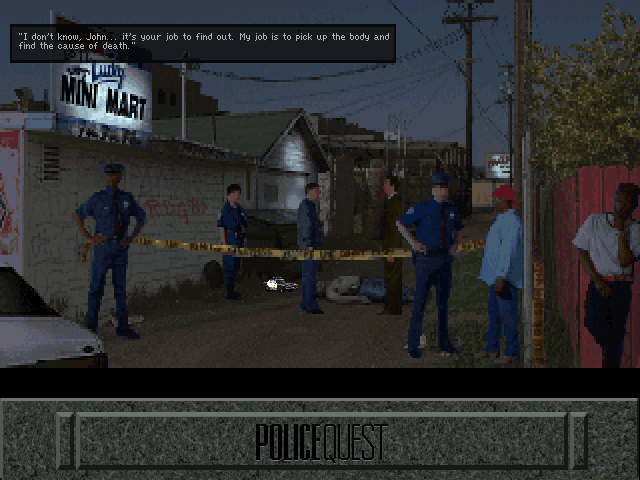 "I don't know, John... it's your job to find out. My job is to pick up the body and
find the cause of death."
MINI MART
POLICEQUEST